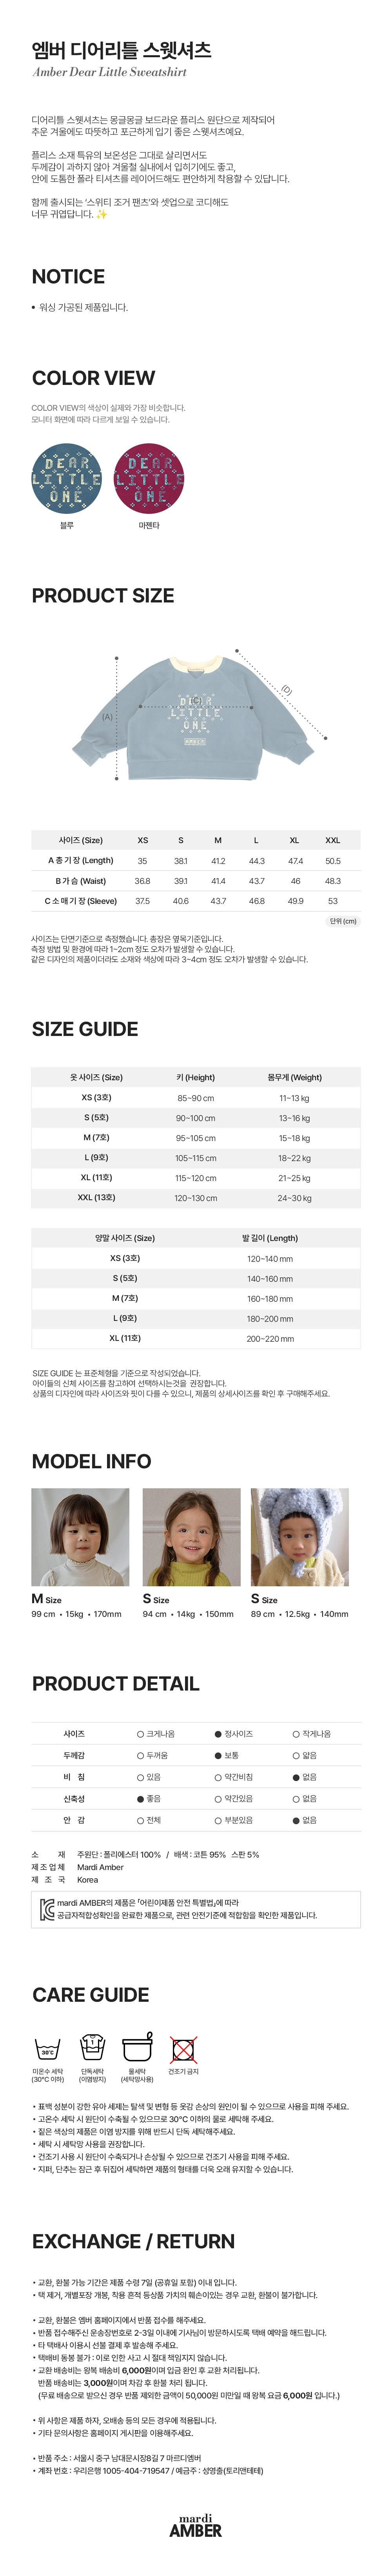 엠버 디어리틀 스웻셔츠
Amber Dear Little Sweatshirt
디어리틀 스웻셔츠는 몽글몽글 보드라운 플리스 원단으로 제작되어
추운 겨울에도 따뜻하고 포근하게 입기 좋은 스웻셔츠예요.
플리스 소재 특유의 보온성은 그대로 살리면서도
두께감이 과하지 않아 겨울철 실내에서 입히기에도 좋고,
안에 도톰한 폴라 티셔츠를 레이어드해도 편안하게 착용할 수 있답니다.
함께 출시되는 '스위티 조거 팬츠'와 셋업으로 코디해도
너무 귀엽답니다. ✨
NOTICE
• 워싱 가공된 제품입니다.
COLOR VIEW
COLOR VIEW의 색상이 실제와 가장 비슷합니다.
모니터 화면에 따라 다르게 보일 수 있습니다.
DEAR LITTLE ONE
DEAR LITTLE ONE
블루 마젠타
PRODUCT SIZE
(A) (D)
DEAR
LITTLE
ONE
AMBER
사이즈 (Size) XS S M L XL XXL
A 총 기 장 (Length) 35 38.1 41.2 44.3 47.4 50.5
B 가 슴 (Waist) 36.8 39.1 41.4 43.7 46 48.3
C 소 매 기 장 (Sleeve) 37.5 40.6 43.7 46.8 49.9 53
단위 (cm)
사이즈는 단면기준으로 측정했습니다. 총장은 옆목기준입니다.
측정 방법 및 환경에 따라 1~2cm 정도 오차가 발생할 수 있습니다.
같은 디자인의 제품이더라도 소재와 색상에 따라 3~4cm 정도 오차가 발생할 수 있습니다.
SIZE GUIDE
옷 사이즈 (Size) 키 (Height) 몸무게 (Weight)
XS (3호) 85~90 cm 11~13 kg
S (5호) 90~100 cm 13~16 kg
M (7호) 95~105 cm 15~18 kg
L (9호) 105~115 cm 18~22 kg
XL (11호) 115~120 cm 21~25 kg
XXL (13호) 120~130 cm 24~30 kg
양말 사이즈 (Size) 발 길이 (Length)
XS (3호) 120~140 mm
S (5호) 140~160 mm
M (7호) 160~180 mm
L (9호) 180~200 mm
XL (11호) 200~220 mm
SIZE GUIDE 는 표준체형을 기준으로 작성되었습니다.
아이들의 신체 사이즈를 참고하여 선택하시는것을 권장합니다.
상품의 디자인에 따라 사이즈와 핏이 다를 수 있으니, 제품의 상세사이즈를 확인 후 구매해주세요.
MODEL INFO
M Size S Size S Size
99 cm • 15kg • 170mm 94 cm • 14kg • 150mm 89 cm • 12.5kg • 140mm
PRODUCT DETAIL
사이즈 ○ 크게나옴 ● 정사이즈 ○ 작게나옴
두께감 ○ 두꺼움 ● 보통 ○ 얇음
비 침 ○ 있음 ○ 약간비침 ● 없음
신축성 ● 좋음 ○ 약간있음 ○ 없음
안 감 ○ 전체 ○ 부분있음 ● 없음
소 재 주원단 : 폴리에스터 100% / 배색 : 코튼 95% 스판 5%
제 조 업 체 Mardi Amber
제 조 국 Korea
mardi AMBER의 제품은 「어린이제품 안전 특별법」에 따라
공급자적합성확인을 완료한 제품으로, 관련 안전기준에 적합함을 확인한 제품입니다.
CARE GUIDE
30℃ 1
미온수 세탁 단독세탁 물세탁 건조기 금지
(30℃ 이하) (이염방지) (세탁망사용)
• 표백 성분이 강한 유아 세제는 탈색 및 변형 등 옷감 손상의 원인이 될 수 있으므로 사용을 피해 주세요.
• 고온수 세탁 시 원단이 수축될 수 있으므로 30℃ 이하의 물로 세탁해 주세요.
• 짙은 색상의 제품은 이염 방지를 위해 반드시 단독 세탁해주세요.
• 세탁 시 세탁망 사용을 권장합니다.
• 건조기 사용 시 원단이 수축되거나 손상될 수 있으므로 건조기 사용을 피해 주세요.
• 지퍼, 단추는 잠근 후 뒤집어 세탁하면 제품의 형태를 더욱 오래 유지할 수 있습니다.
EXCHANGE / RETURN
• 교환, 환불 가능 기간은 제품 수령 7일 (공휴일 포함) 이내 입니다.
• 택 제거, 개별포장 개봉, 착용 흔적 등상품 가치의 훼손이있는 경우 교환, 환불이 불가합니다.
• 교환, 환불은 엠버 홈페이지에서 반품 접수를 해주세요.
• 반품 접수해주신 운송장번호로 2-3일 이내에 기사님이 방문하시도록 택배 예약을 해드립니다.
• 타 택배사 이용시 선불 결제 후 발송해 주세요.
• 택배비 동봉 불가 : 이로 인한 사고 시 절대 책임지지 않습니다.
• 교환 배송비는 왕복 배송비 6,000원이며 입금 확인 후 교환 처리됩니다.
반품 배송비는 3,000원이며 차감 후 환불 처리 됩니다.
(무료 배송으로 받으신 경우 반품 제외한 금액이 50,000원 미만일 때 왕복 요금 6,000원 입니다.)
• 위 사항은 제품 하자, 오배송 등의 모든 경우에 적용됩니다.
• 기타 문의사항은 홈페이지 게시판을 이용해주세요.
• 반품 주소 : 서울시 중구 남대문시장8길 7 마르디엠버
• 계좌 번호 : 우리은행 1005-404-719547 / 예금주 : 성영출(토리앤테테)
mardi
AMBER